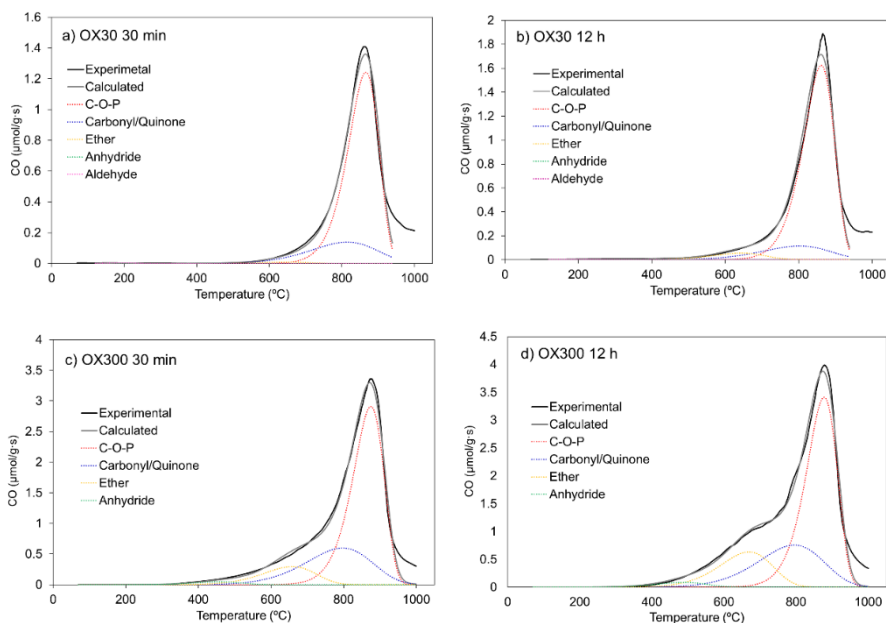 a) OX30 30 min
Experimetal
Calculated
C-O-P
Carbonyl/Quinone
Ether
Anhydride
Aldehyde
CO (µmol/g·s)
1.6
1.4
1.2
1
0.8
0.6
0.4
0.2
0
0 200 400 600 800 1000
Temperature (ºC)
b) OX30 12 h
Experimental
Calculated
C-O-P
Carbonyl/Quinone
Ether
Anhydride
Aldehyde
CO (µmol/g·s)
2
1.8
1.6
1.4
1.2
1
0.8
0.6
0.4
0.2
0
0 200 400 600 800 1000
Temperature (ºC)
c) OX300 30 min
Experimental
Calculated
C-O-P
Carbonyl/Quinone
Ether
Anhydride
CO (µmol/g·s)
4
3.5
3
2.5
2
1.5
1
0.5
0
0 200 400 600 800 1000
Temperature (ºC)
d) OX300 12 h
Experimental
Calculated
C-O-P
Carbonyl/Quinone
Ether
Anhydride
CO (µmol/g·s)
4.5
4
3.5
3
2.5
2
1.5
1
0.5
0
0 200 400 600 800 1000
Temperature (ºC)